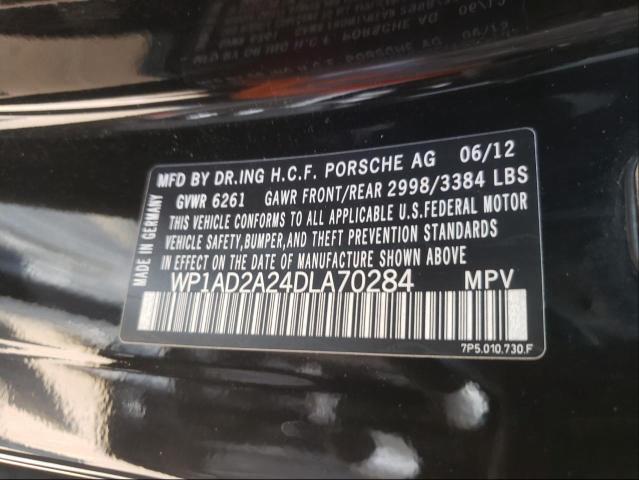 MFD BY DR.ING H.C.F. PORSCHE AG 06/12
GVWR 6261 GAWR FRONT/REAR 2998/3384 LBS
THIS VEHICLE CONFORMS TO ALL APPLICABLE U.S.FEDERAL MOTOR
VEHICLE SAFETY,BUMPER,AND THEFT PREVENTION STANDARDS
IN EFFECT ON THE DATE OF MANUFACTURE SHOWN ABOVE
WP1AD2A24DLA70284 MPV
MADE IN GERMANY
7P5.010.730.F